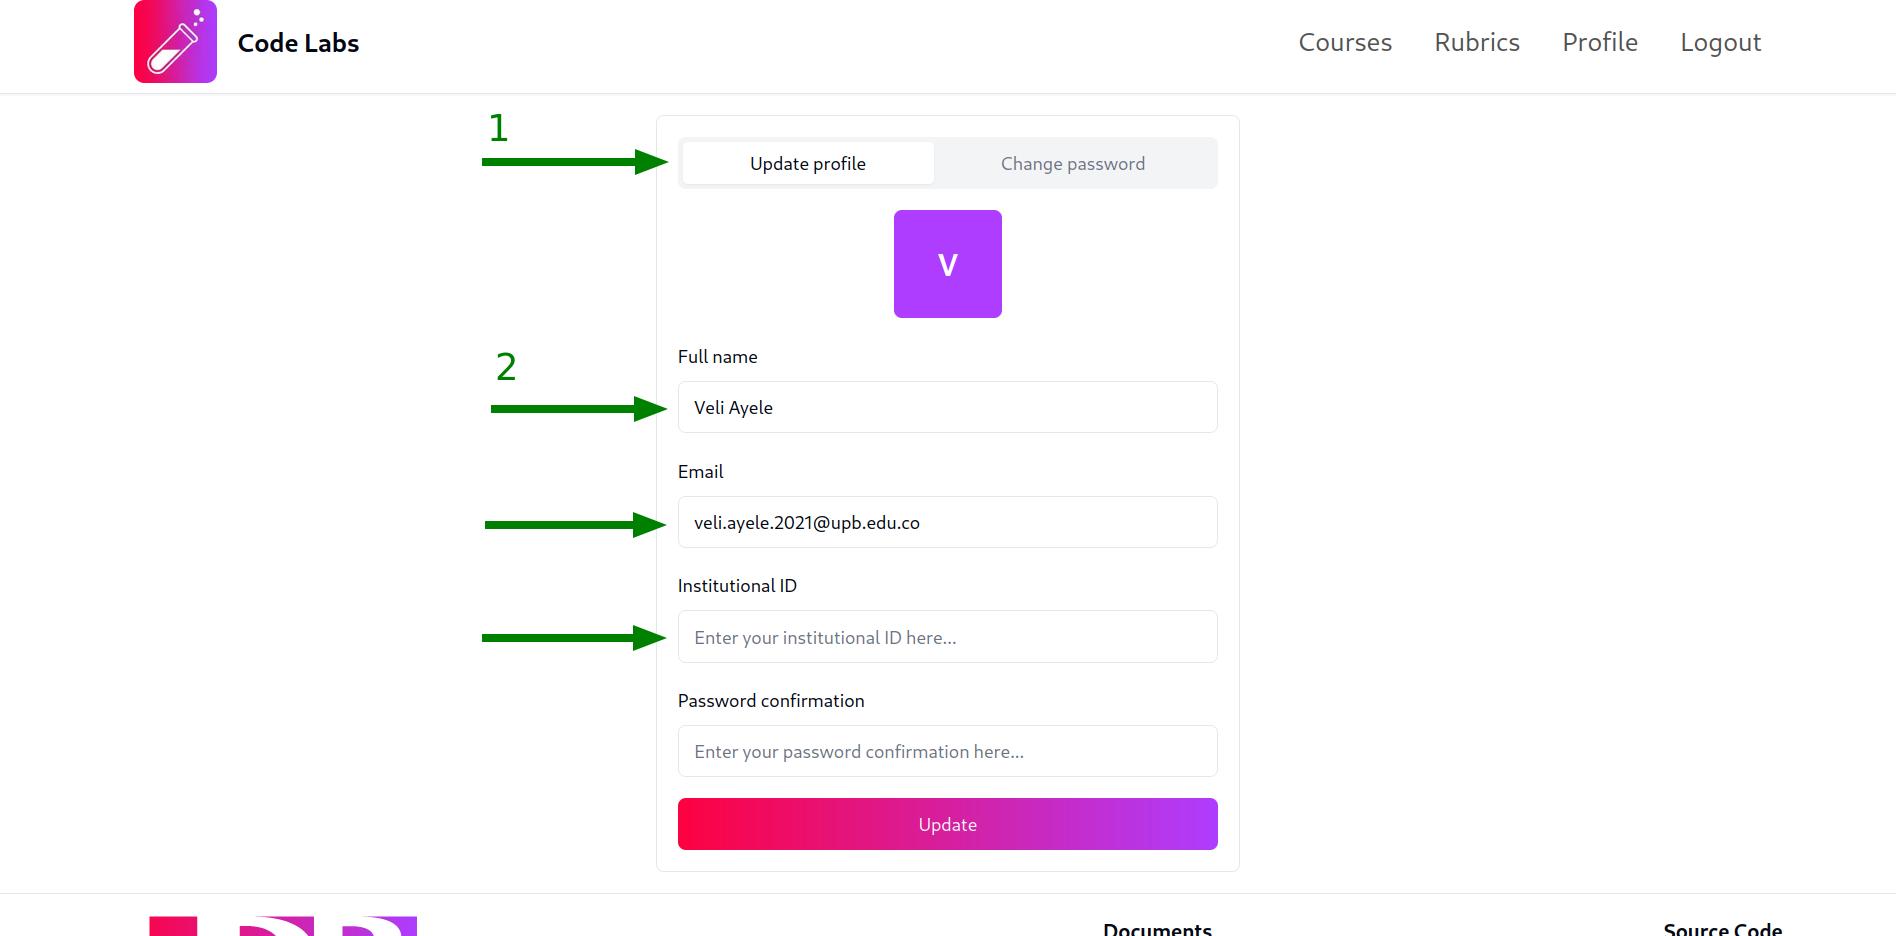 Code Labs
Courses Rubrics Profile Logout
1
Update profile Change password
V
Full name
2
Veli Ayele
Email
veli.ayele.2021@upb.edu.co
Institutional ID
Enter your institutional ID here...
Password confirmation
Enter your password confirmation here...
Update
Documents Source Code